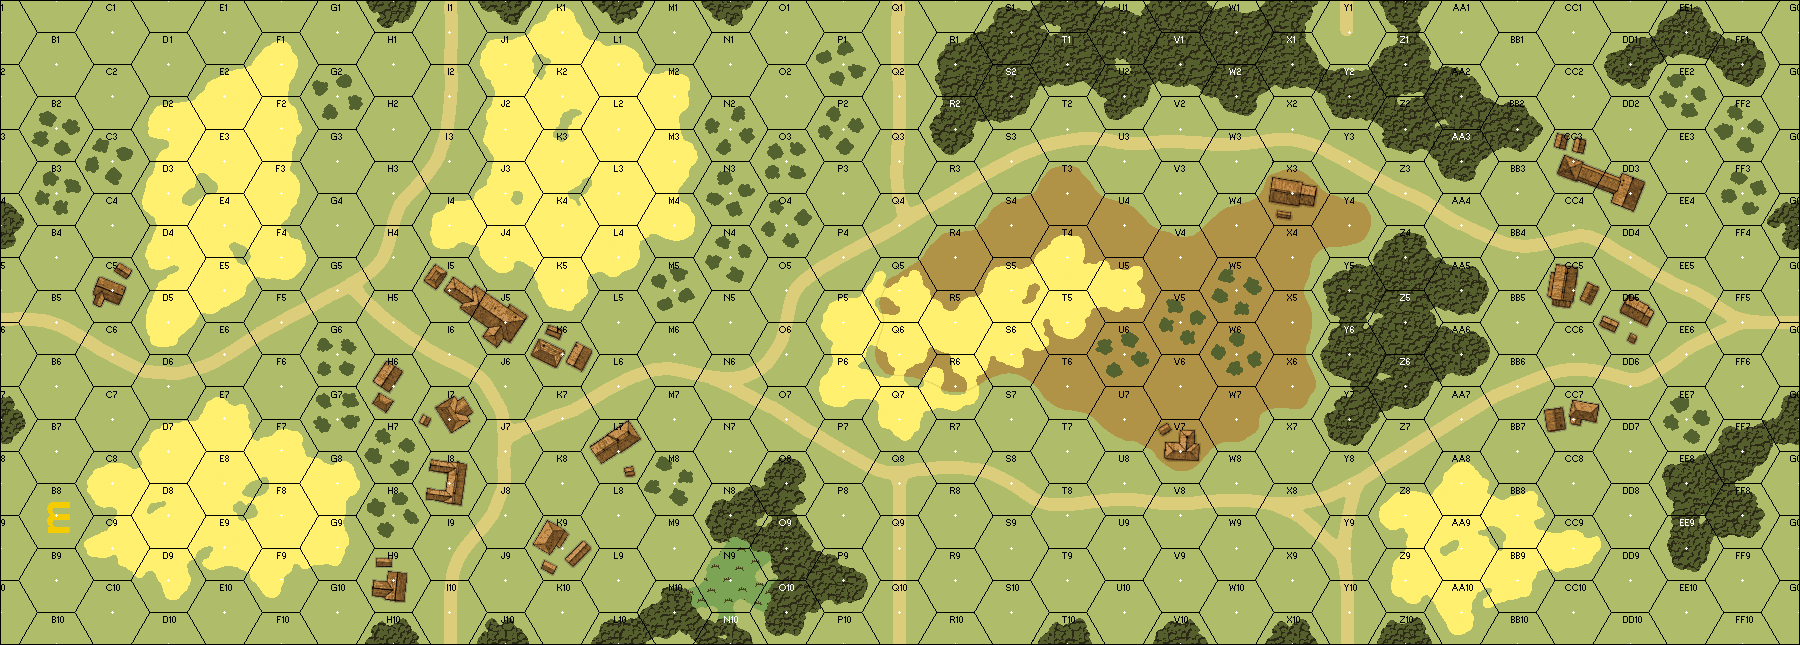 1 C1 E1 G1 I1 K1 M1 O1 Q1 S1 U1 W1 Y1 AA1 CC1 EE1
B1 D1 F1 H1 J1 L1 N1 P1 R1 T1 V1 X1 Z1 BB1 DD1 FF1
2 C2 E2 G2 I2 K2 M2 O2 Q2 S2 U2 W2 Y2 AA2 CC2 EE2
B2 D2 F2 H2 J2 L2 N2 P2 R2 T2 V2 X2 Z2 BB2 DD2 FF2
3 C3 E3 G3 I3 K3 M3 O3 Q3 S3 U3 W3 Y3 AA3 CC3 EE3
B3 D3 F3 H3 J3 L3 N3 P3 R3 T3 V3 X3 Z3 BB3 DD3 FF3
4 C4 E4 G4 I4 K4 M4 O4 Q4 S4 U4 W4 Y4 AA4 CC4 EE4
B4 D4 F4 H4 J4 L4 N4 P4 R4 T4 V4 X4 Z4 BB4 DD4 FF4
5 C5 E5 G5 I5 K5 M5 O5 Q5 S5 U5 W5 Y5 AA5 CC5 EE5
B5 D5 F5 H5 J5 L5 N5 P5 R5 T5 V5 X5 Z5 BB5 DD5 FF5
6 C6 E6 G6 I6 K6 M6 O6 Q6 S6 U6 W6 Y6 AA6 CC6 EE6
B6 D6 F6 H6 J6 L6 N6 P6 R6 T6 V6 X6 Z6 BB6 DD6 FF6
C7 E7 G7 I7 K7 Q7 S7 U7 W7 Y7 AA7 CC7 EE7
B7 D7 F7 H7 J7 L7 N7 P7 R7 T7 V7 X7 Z7 BB7 DD7 FF7
8 C8 E8 G8 I8 K8 M8 O8 Q8 S8 U8 W8 Y8 AA8 CC8 EE8
B8 D8 F8 H8 J8 L8 N8 P8 R8 T8 V8 X8 Z8 BB8 DD8 FF8
9 C9 E9 G9 I9 K9 M9 O9 Q9 S9 U9 W9 Y9 AA9 CC9 EE9
B9 D9 F9 H9 J9 L9 N9 P9 R9 T9 V9 X9 Z9 BB9 DD9 FF9
0 C10 E10 G10 I10 K10 M10 O10 Q10 S10 U10 W10 Y10 AA10 CC10 EE10
B10 D10 F10 H10 J10 L10 N10 P10 R10 T10 V10 X10 Z10 BB10 DD10 FF10